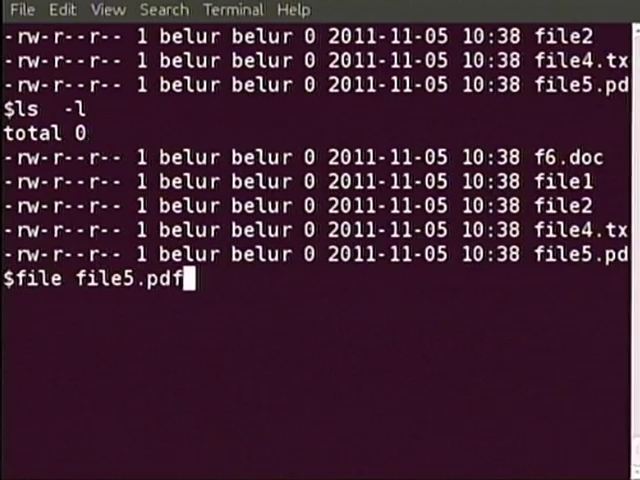 File Edit View Search Terminal Help
-rw-r--r-- 1 belur belur 0 2011-11-05 10:38 file2
-rw-r--r-- 1 belur belur 0 2011-11-05 10:38 file4.tx
-rw-r--r-- 1 belur belur 0 2011-11-05 10:38 file5.pd
$ls  -l
total 0
-rw-r--r-- 1 belur belur 0 2011-11-05 10:38 f6.doc
-rw-r--r-- 1 belur belur 0 2011-11-05 10:38 file1
-rw-r--r-- 1 belur belur 0 2011-11-05 10:38 file2
-rw-r--r-- 1 belur belur 0 2011-11-05 10:38 file4.tx
-rw-r--r-- 1 belur belur 0 2011-11-05 10:38 file5.pd
$file file5.pdf